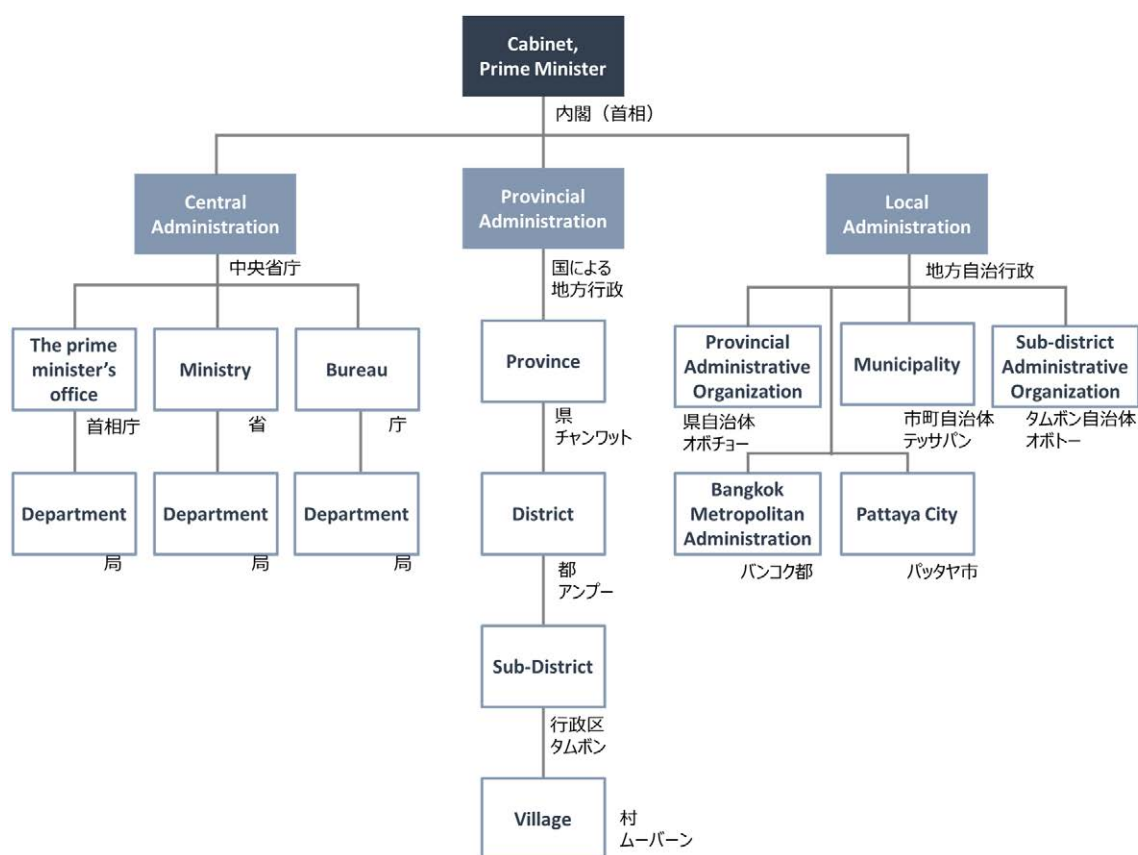 Cabinet,
Prime Minister
内閣（首相）
Central
Administration
中央省庁
Provincial
Administration
国による
地方行政
Local
Administration
地方自治行政
The prime
minister's
office
首相庁
Ministry
省
Bureau
庁
Province
県
チャンワット
Provincial
Administrative
Organization
県自治体
オボチョー
Municipality
市町自治体
テッサバン
Sub-district
Administrative
Organization
タムボン自治体
オボトー
Department
局
Department
局
Department
局
District
都
アンプー
Bangkok
Metropolitan
Administration
バンコク都
Pattaya City
パッタヤ市
Sub-District
行政区
タムボン
Village
村
ムーバーン